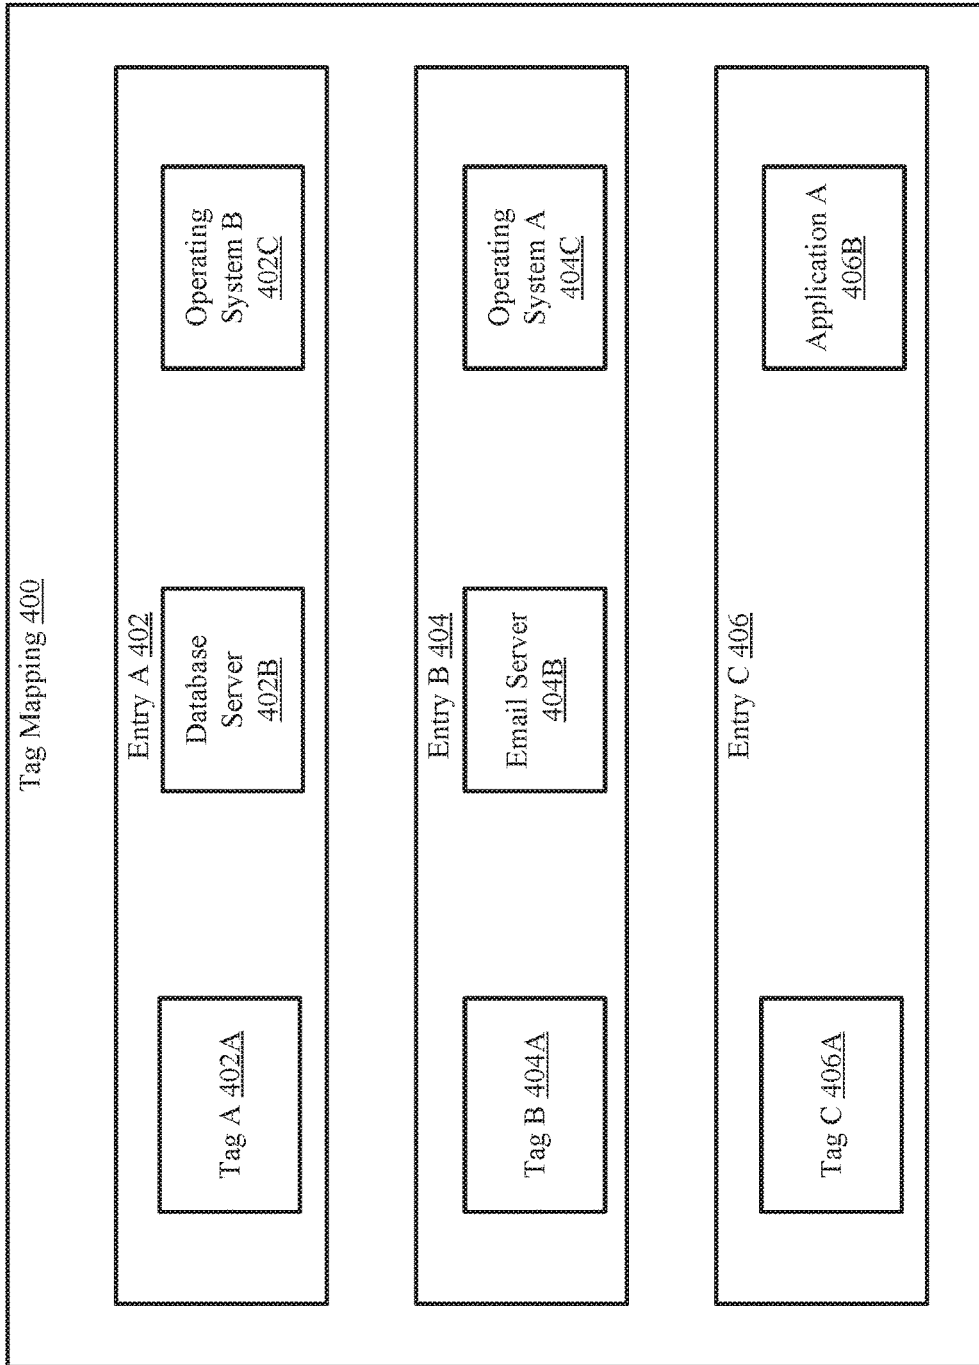 Tag Mapping 400
Entry A 402
Tag A 402A
Database
Server
402B
Operating
System B
402C
Entry B 404
Tag B 404A
Email Server
404B
Operating
System A
404C
Entry C 406
Tag C 406A
Application A
406B